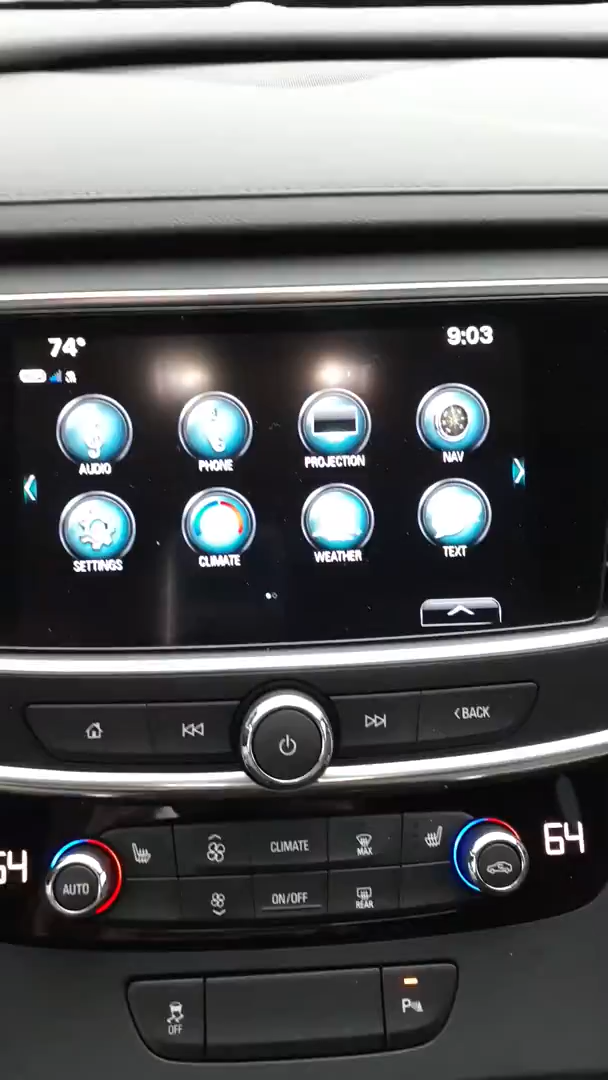 74°
9:03
AUDIO
PHONE
PROJECTION
NAV
SETTINGS
CLIMATE
WEATHER
TEXT
BACK
CLIMATE
MAX
64
64
AUTO
ON/OFF
REAR
OFF
P